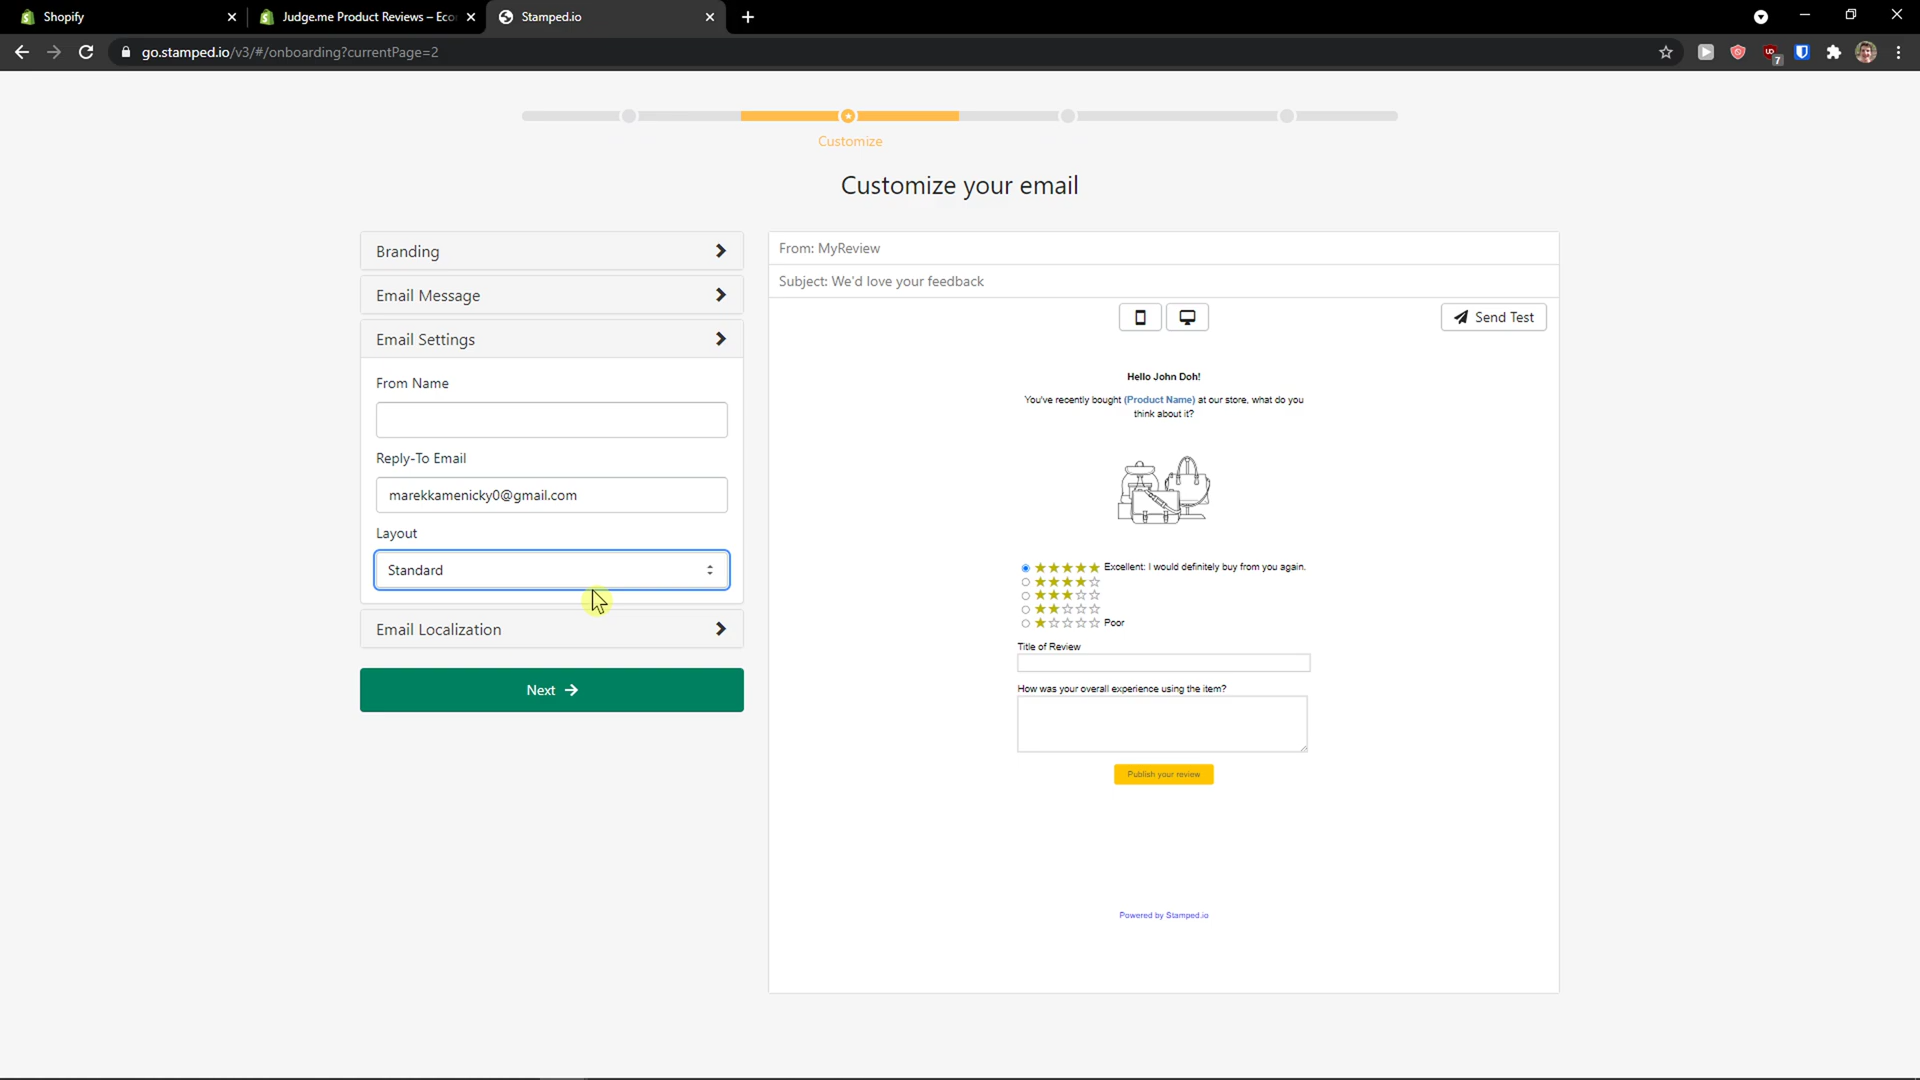 Shopify
Judge.me Product Reviews – Eco
Stamped.io
go.stamped.io/v3/#/onboarding?currentPage=2
7
Customize
Customize your email
Branding
Email Message
Email Settings
From Name
Reply-To Email
marekkamenicky0@gmail.com
Layout
Standard
Email Localization
Next
From: MyReview
Subject: We'd love your feedback
Send Test
Hello John Doh!
You've recently bought (Product Name) at our store, what do you
think about it?
Excellent: I would definitely buy from you again.
Poor
Title of Review
How was your overall experience using the item?
Publish your review
Powered by Stamped.io